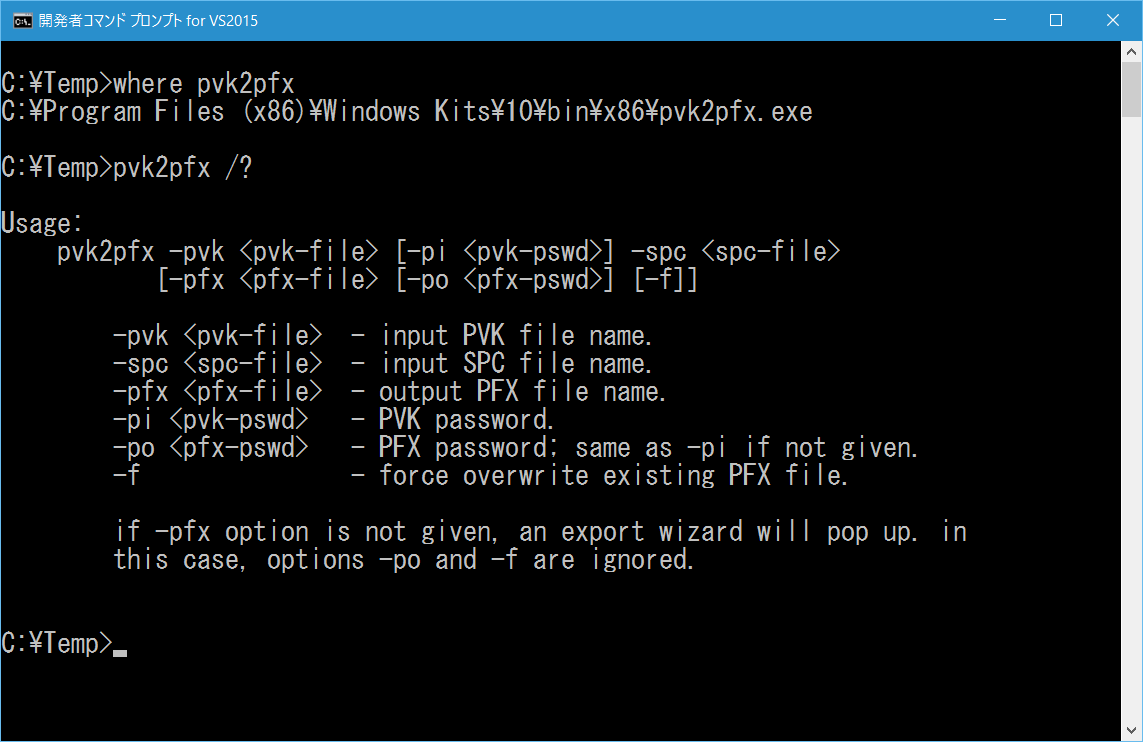 開発者コマンド プロンプト for VS2015
C:¥Temp>where pvk2pfx
C:¥Program Files (x86)¥Windows Kits¥10¥bin¥x86¥pvk2pfx.exe
C:¥Temp>pvk2pfx /?
Usage:
pvk2pfx -pvk <pvk-file> [-pi <pvk-pswd>] -spc <spc-file>
[-pfx <pfx-file> [-po <pfx-pswd>] [-f]]
-pvk <pvk-file> - input PVK file name.
-spc <spc-file> - input SPC file name.
-pfx <pfx-file> - output PFX file name.
-pi <pvk-pswd> - PVK password.
-po <pfx-pswd> - PFX password; same as -pi if not given.
-f - force overwrite existing PFX file.
if -pfx option is not given, an export wizard will pop up. in
this case, options -po and -f are ignored.
C:¥Temp>